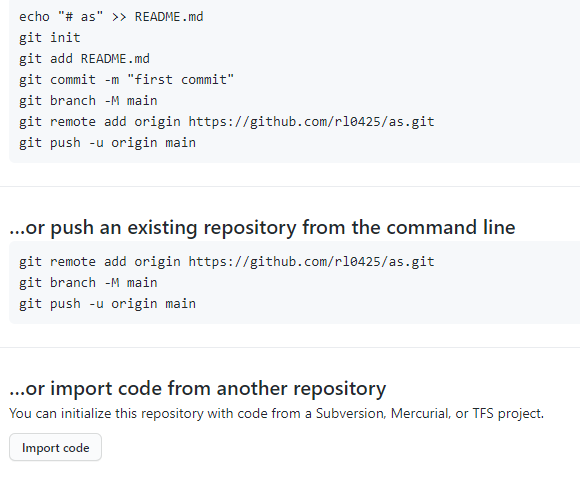 echo "# as" >> README.md
git init
git add README.md
git commit -m "first commit"
git branch -M main
git remote add origin https://github.com/rl0425/as.git
git push -u origin main
...or push an existing repository from the command line
git remote add origin https://github.com/rl0425/as.git
git branch -M main
git push -u origin main
...or import code from another repository
You can initialize this repository with code from a Subversion, Mercurial, or TFS project.
Import code